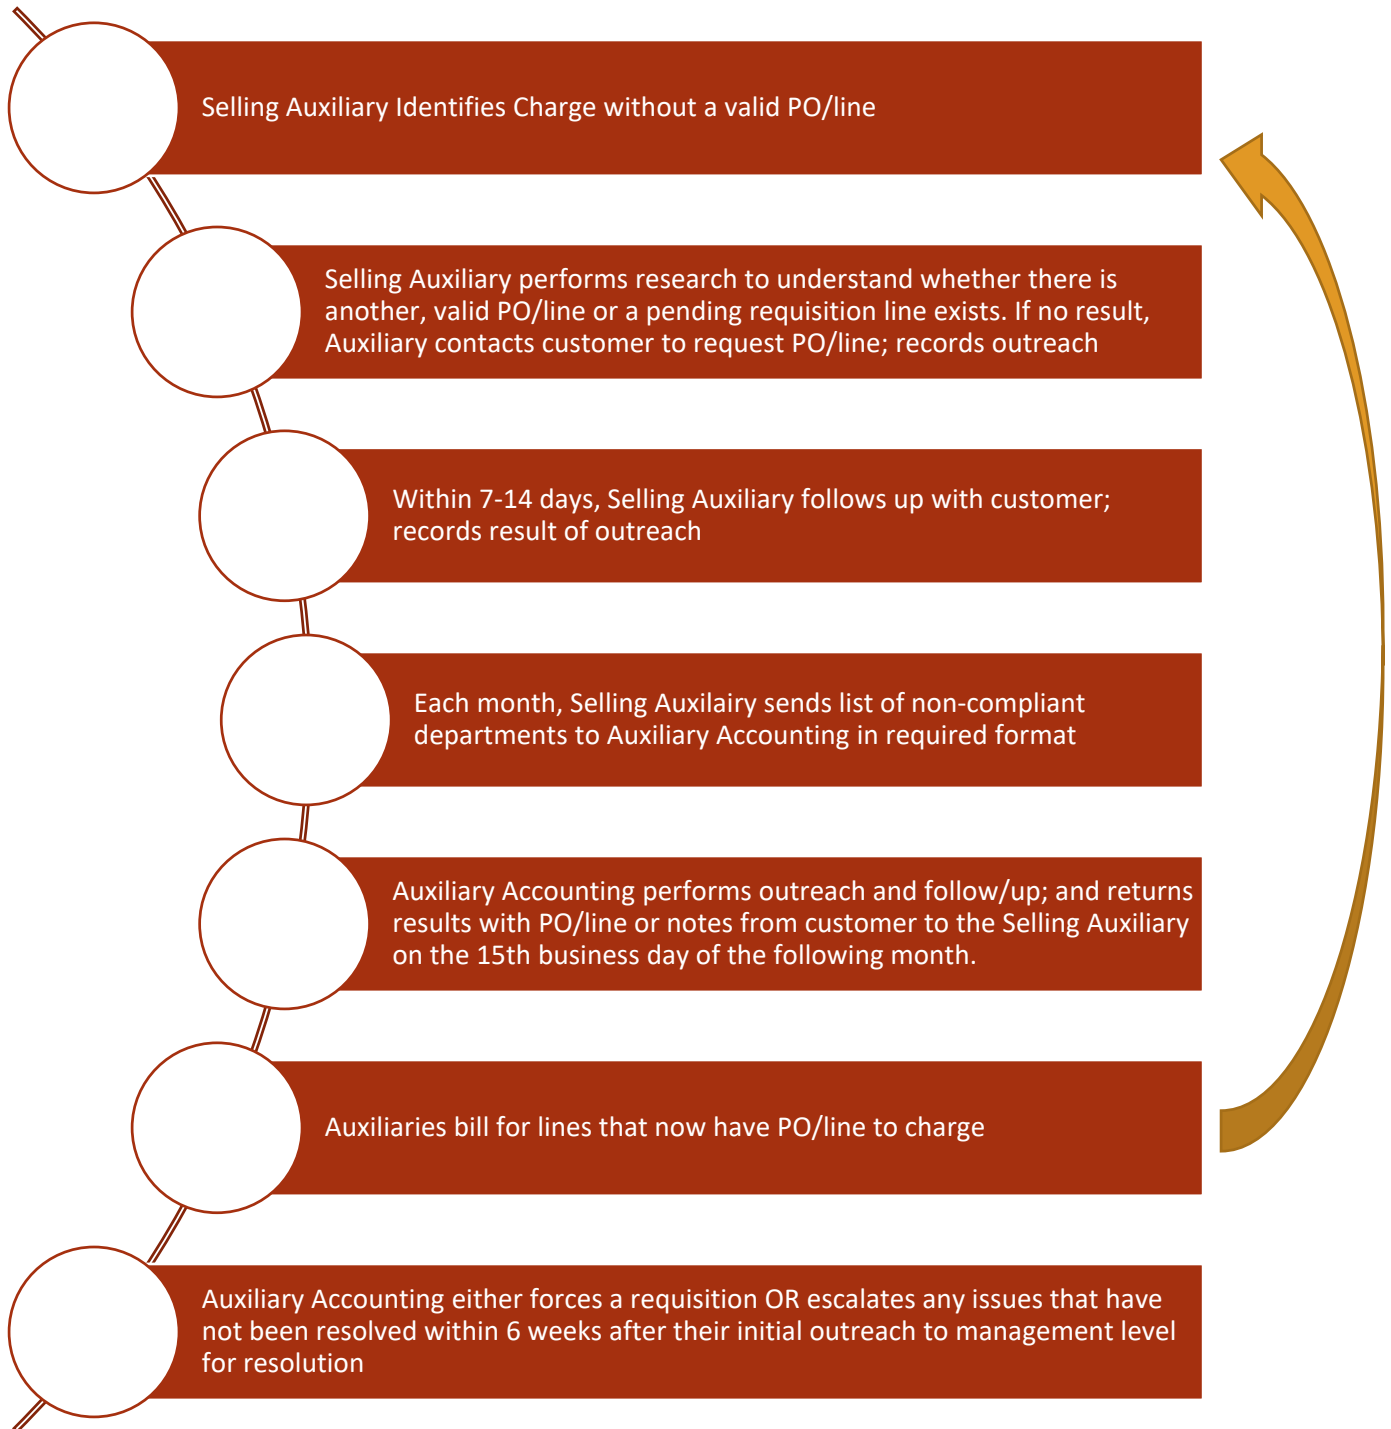 Selling Auxiliary Identifies Charge without a valid PO/line
Selling Auxiliary performs research to understand whether there is
another, valid PO/line or a pending requisition line exists. If no result,
Auxiliary contacts customer to request PO/line; records outreach
Within 7-14 days, Selling Auxiliary follows up with customer;
records result of outreach
Each month, Selling Auxilairy sends list of non-compliant
departments to Auxiliary Accounting in required format
Auxiliary Accounting performs outreach and follow/up; and returns
results with PO/line or notes from customer to the Selling Auxiliary
on the 15th business day of the following month.
Auxiliaries bill for lines that now have PO/line to charge
Auxiliary Accounting either forces a requisition OR escalates any issues that have
not been resolved within 6 weeks after their initial outreach to management level
for resolution